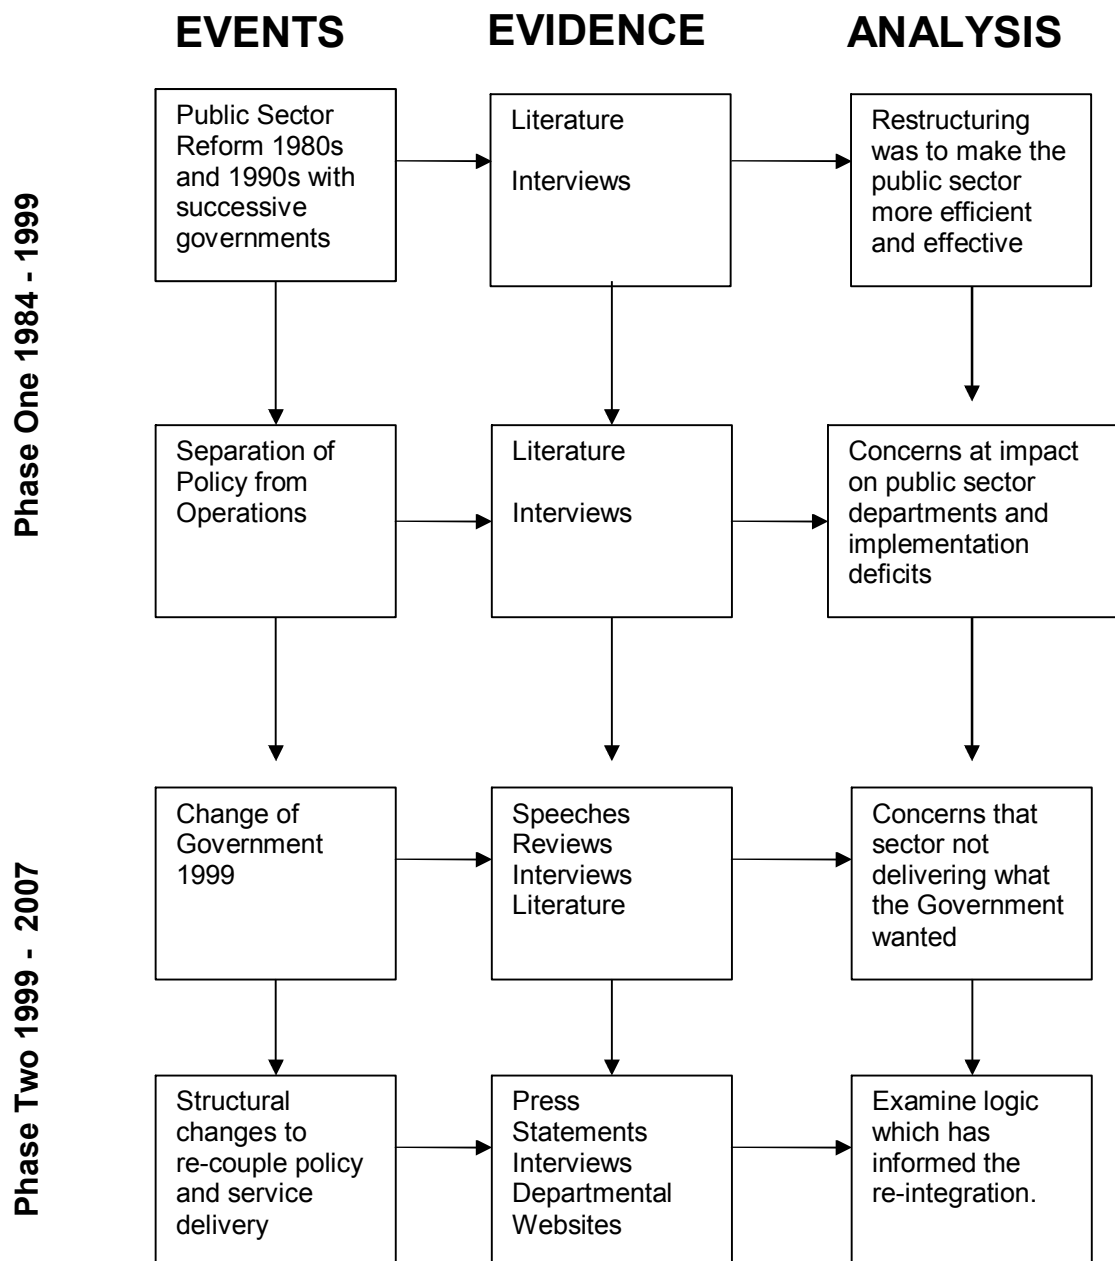 EVENTS
EVIDENCE
ANALYSIS
Phase One 1984 - 1999
Public Sector
Reform 1980s
and 1990s with
successive
governments
Literature
Interviews
Restructuring
was to make the
public sector
more efficient
and effective
Separation of
Policy from
Operations
Literature
Interviews
Concerns at impact
on public sector
departments and
implementation
deficits
Phase Two 1999 - 2007
Change of
Government
1999
Speeches
Reviews
Interviews
Literature
Concerns that
sector not
delivering what
the Government
wanted
Structural
changes to
re-couple policy
and service
delivery
Press
Statements
Interviews
Departmental
Websites
Examine logic
which has
informed the
re-integration.